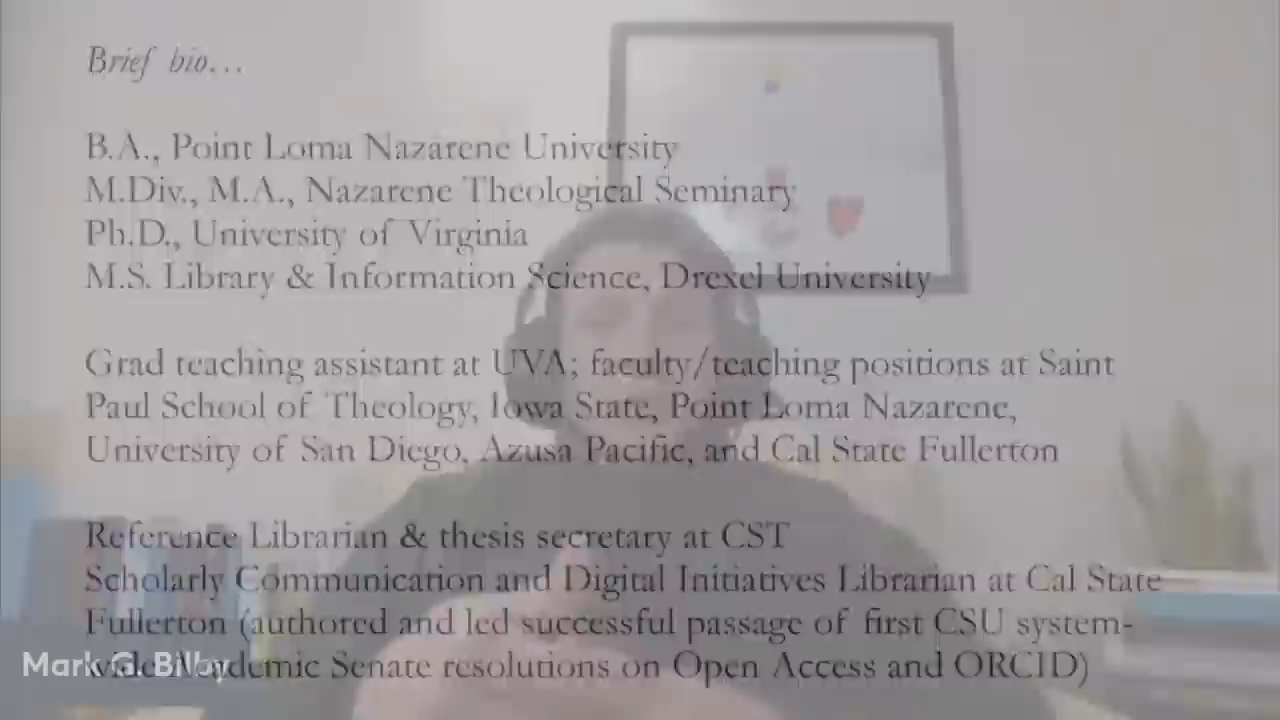 Brief bio…
B.A., Point Loma Nazarene University
M.Div., M.A., Nazarene Theological Seminary
Ph.D., University of Virginia
M.S. Library & Information Science, Drexel University
Grad teaching assistant at UVA; faculty/teaching positions at Saint
Paul School of Theology, Iowa State, Point Loma Nazarene,
University of San Diego, Azusa Pacific, and Cal State Fullerton
Reference Librarian & thesis secretary at CST
Scholarly Communication and Digital Initiatives Librarian at Cal State
Fullerton (authored and led successful passage of first CSU system-
wide Academic Senate resolutions on Open Access and ORCID)
Mark G. Bilby